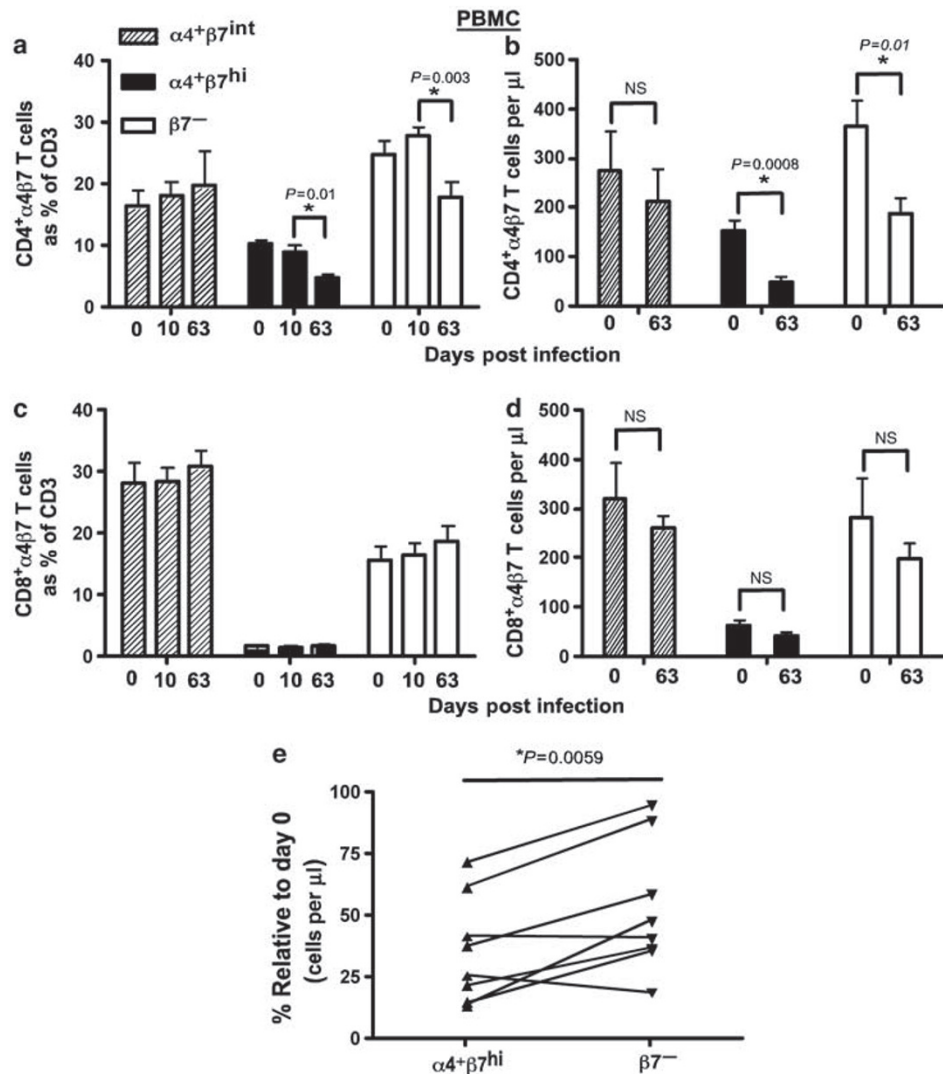 PBMC
a
α4⁺β7ⁱⁿᵗ
α4⁺β7ʰⁱ
β7⁻
CD4⁺α4β7 T cells
as % of CD3
40
30
20
10
0
P=0.01
*
P=0.003
*
0 10 63 0 10 63 0 10 63
b
CD4⁺α4β7 T cells per μl
500
400
300
200
100
0
NS
P=0.0008
*
P=0.01
*
0 63 0 63 0 63
Days post infection
c
CD8⁺α4β7 T cells
as % of CD3
40
30
20
10
0
0 10 63 0 10 63 0 10 63
d
CD8⁺α4β7 T cells per μl
500
400
300
200
100
0
NS
NS
NS
0 63 0 63 0 63
Days post infection
e
*P=0.0059
% Relative to day 0
(cells per μl)
100
75
50
25
0
α4⁺β7ʰⁱ β7⁻